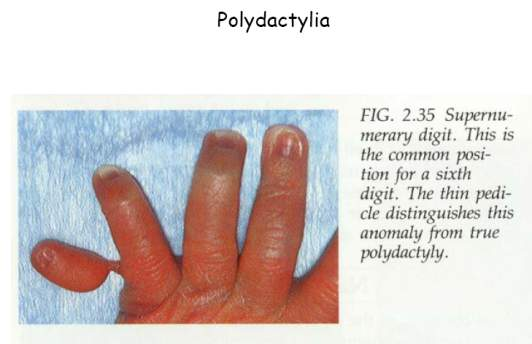 Polydactylia
FIG. 2.35 Supernu-
merary digit. This is
the common posi-
tion for a sixth
digit. The thin pedi-
cle distinguishes this
anomaly from true
polydactyly.